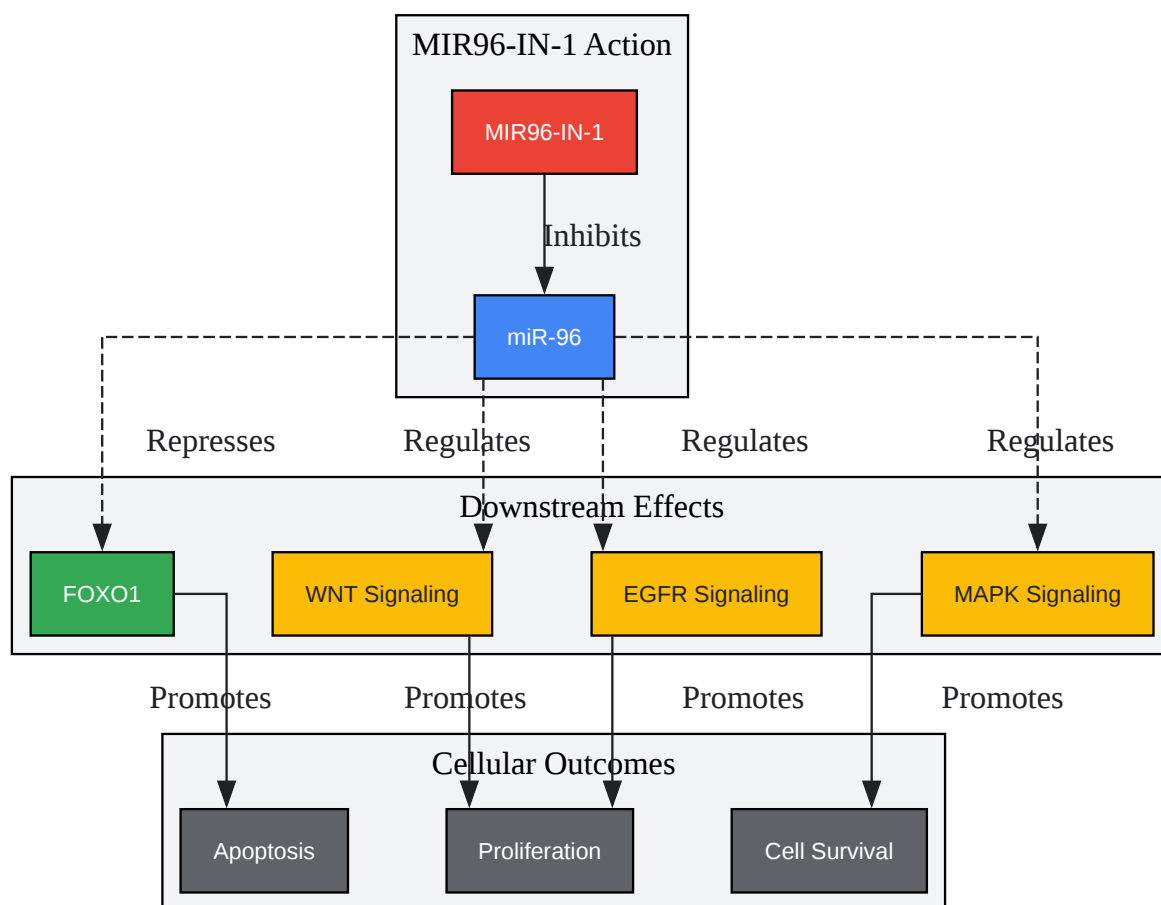 MIR96-IN-1 Action
MIR96-IN-1
Inhibits
miR-96
Represses
Regulates
Regulates
Regulates
Downstream Effects
FOXO1
WNT Signaling
EGFR Signaling
MAPK Signaling
Promotes
Promotes
Promotes
Promotes
Cellular Outcomes
Apoptosis
Proliferation
Cell Survival